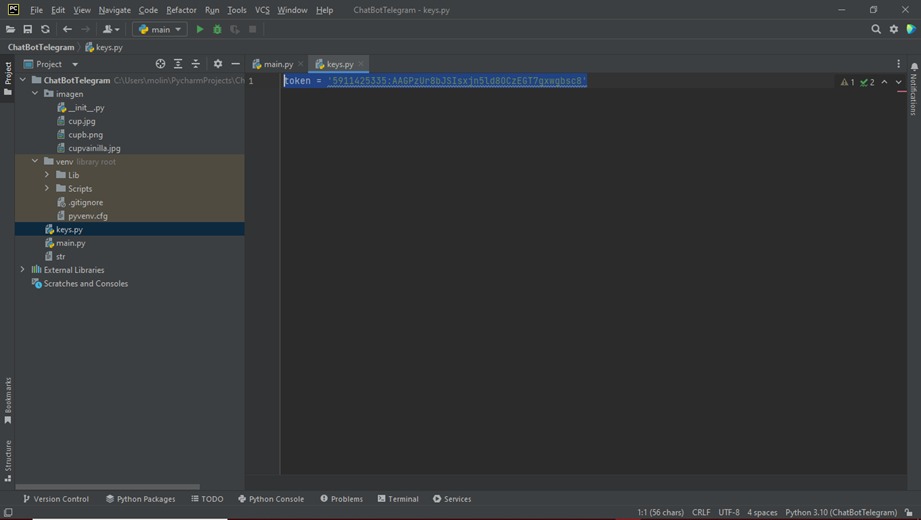 File Edit View Navigate Code Refactor Run Tools VCS Window Help ChatBotTelegram - keys.py
main
ChatBotTelegram keys.py
Project main.py keys.py
Project
ChatBotTelegram C:\Users\molin\PycharmProjects\Ch
1 token = '5911425335:AAGPzUr8bJSIsxjn5ld8OCzEGT7gxwgbsc8' 1 2
imagen
__init__.py
cup.jpg
cupb.png
cupvainilla.jpg
venv library root
Lib
Scripts
.gitignore
pyvenv.cfg
keys.py
main.py
str
External Libraries
Scratches and Consoles
Notifications
Bookmarks
Structure
Version Control Python Packages TODO Python Console Problems Terminal Services
1:1 (56 chars) CRLF UTF-8 4 spaces Python 3.10 (ChatBotTelegram)